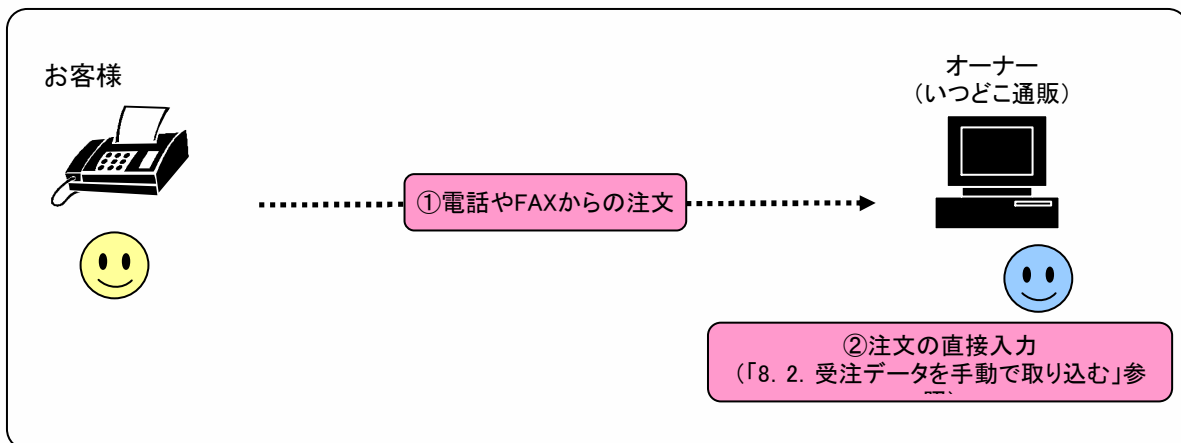 お客様
オーナー
（いつどこ通販）
①電話やFAXからの注文
②注文の直接入力
（「8．2．受注データを手動で取り込む」参